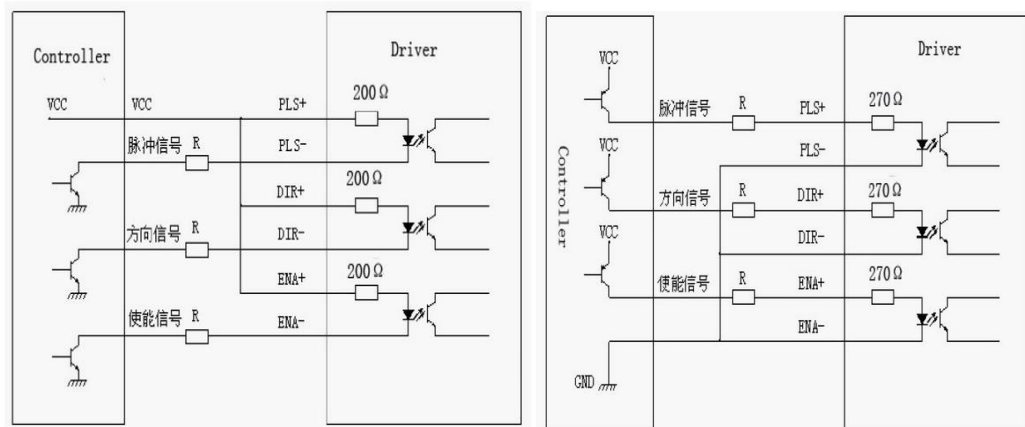 Controller
Driver
VCC
VCC
PLS+
200Ω
脉冲信号
R
PLS-
DIR+
200Ω
方向信号
R
DIR-
ENA+
200Ω
使能信号
R
ENA-
Driver
VCC
脉冲信号
R
PLS+
270Ω
PLS-
VCC
Controller
方向信号
R
DIR+
270Ω
DIR-
VCC
使能信号
R
ENA+
270Ω
ENA-
GND